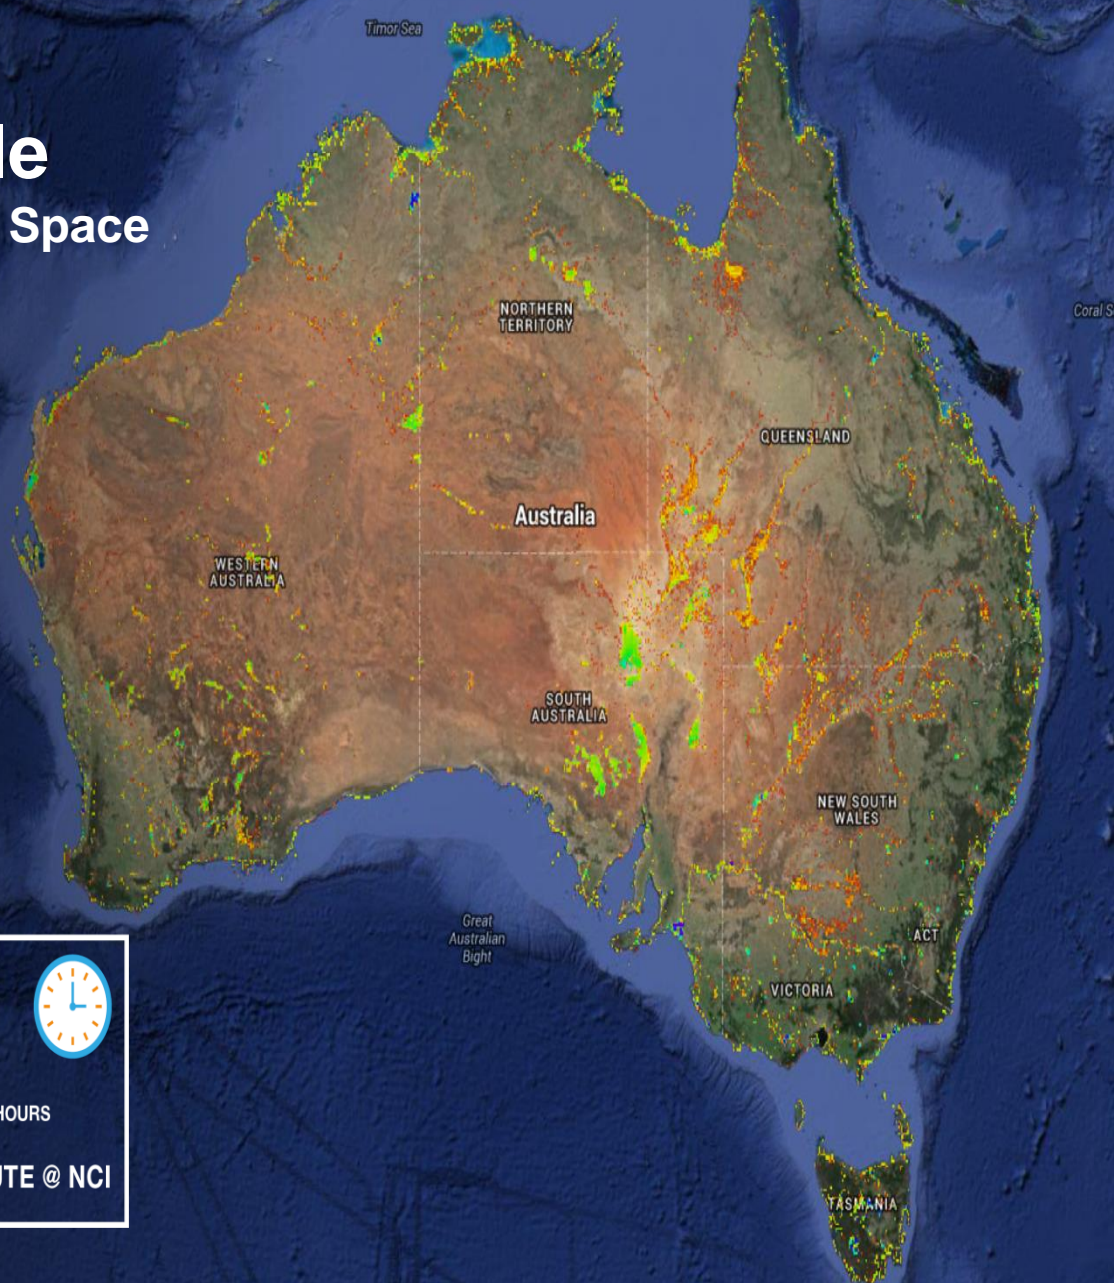 Timor Sea
le
Space
NORTHERN
TERRITORY
Coral S
QUEENSLAND
Australia
WESTERN
AUSTRALIA
SOUTH
AUSTRALIA
NEW SOUTH
WALES
Great
Australian
Bight
ACT
VICTORIA
HOURS
UTE @ NCI
TASMANIA